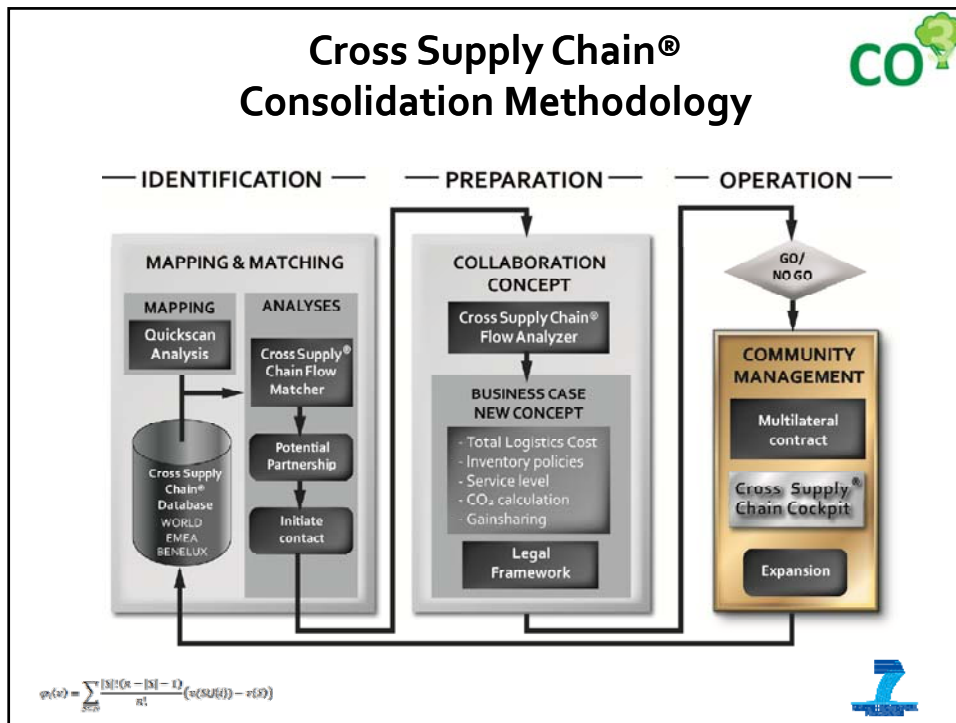 Cross Supply Chain®
Consolidation Methodology
CO3
IDENTIFICATION
PREPARATION
OPERATION
MAPPING & MATCHING
MAPPING
Quickscan
Analysis
Cross Supply
Chain®
Database
WORLD
EMEA
BENELUX
ANALYSES
Cross Supply®
Chain Flow
Matcher
Potential
Partnership
Initiate
contact
COLLABORATION
CONCEPT
Cross Supply Chain®
Flow Analyzer
BUSINESS CASE
NEW CONCEPT
- Total Logistics Cost
- Inventory policies
- Service level
- CO₂ calculation
- Gainsharing
Legal
Framework
GO/
NO GO
COMMUNITY
MANAGEMENT
Multilateral
contract
Cross Supply®
Chain Cockpit
Expansion
7